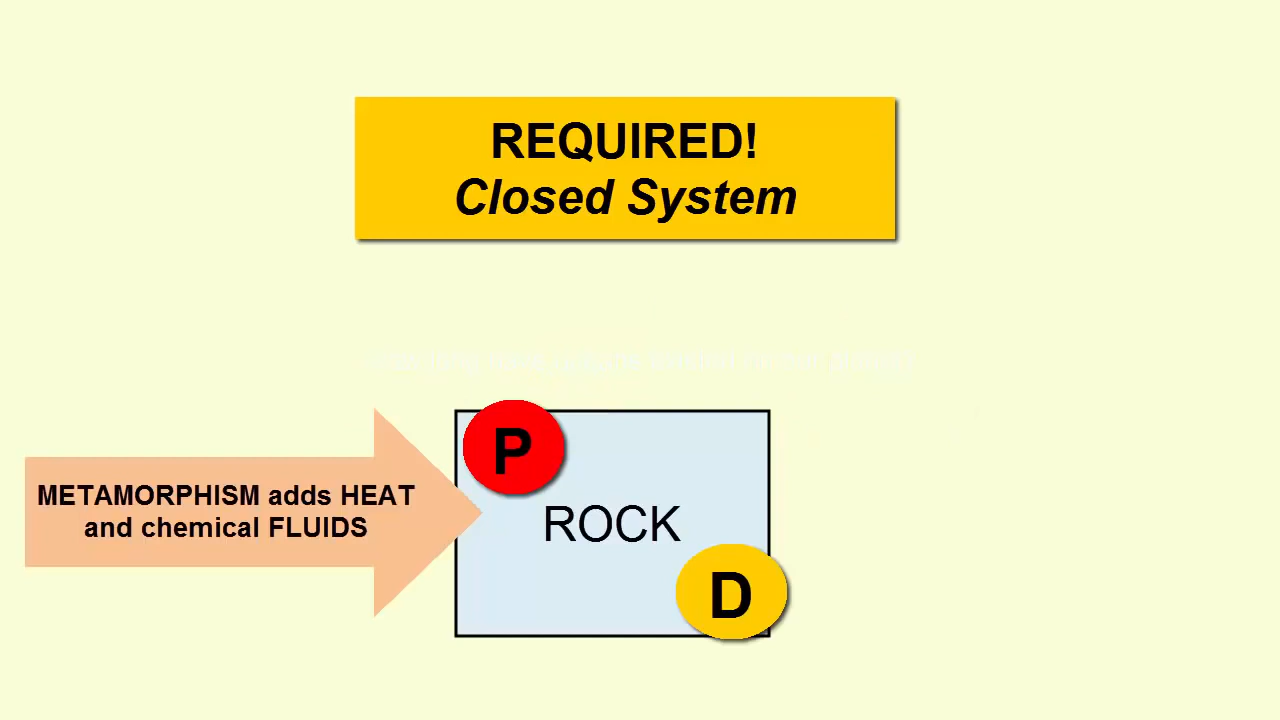 REQUIRED!
Closed System
P
METAMORPHISM adds HEAT
and chemical FLUIDS
ROCK
D